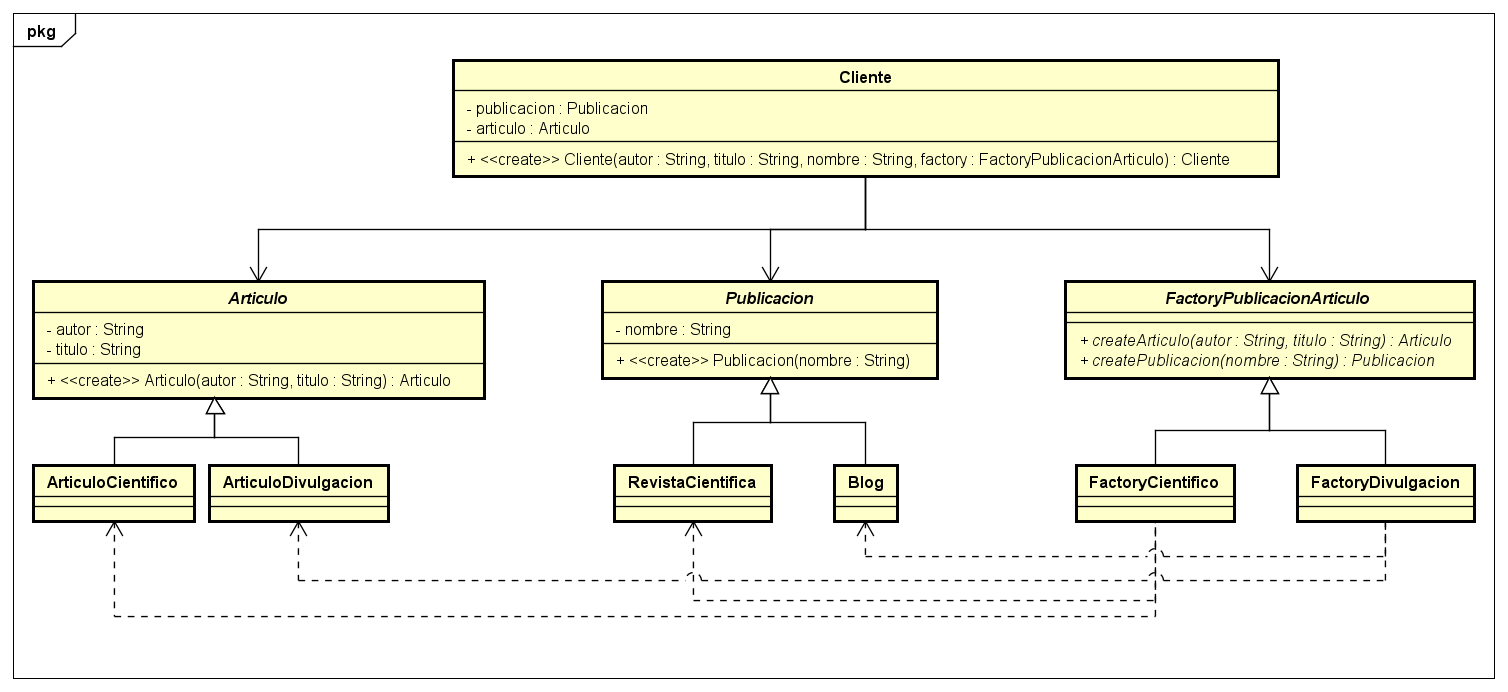 pkg
Cliente
- publicacion : Publicacion
- articulo : Articulo
+ <<create>> Cliente(autor : String, titulo : String, nombre : String, factory : FactoryPublicacionArticulo) : Cliente
Articulo
- autor : String
- titulo : String
+ <<create>> Articulo(autor : String, titulo : String) : Articulo
Publicacion
- nombre : String
+ <<create>> Publicacion(nombre : String)
FactoryPublicacionArticulo
+ createArticulo(autor : String, titulo : String) : Articulo
+ createPublicacion(nombre : String) : Publicacion
ArticuloCientifico
ArticuloDivulgacion
RevistaCientifica
Blog
FactoryCientifico
FactoryDivulgacion